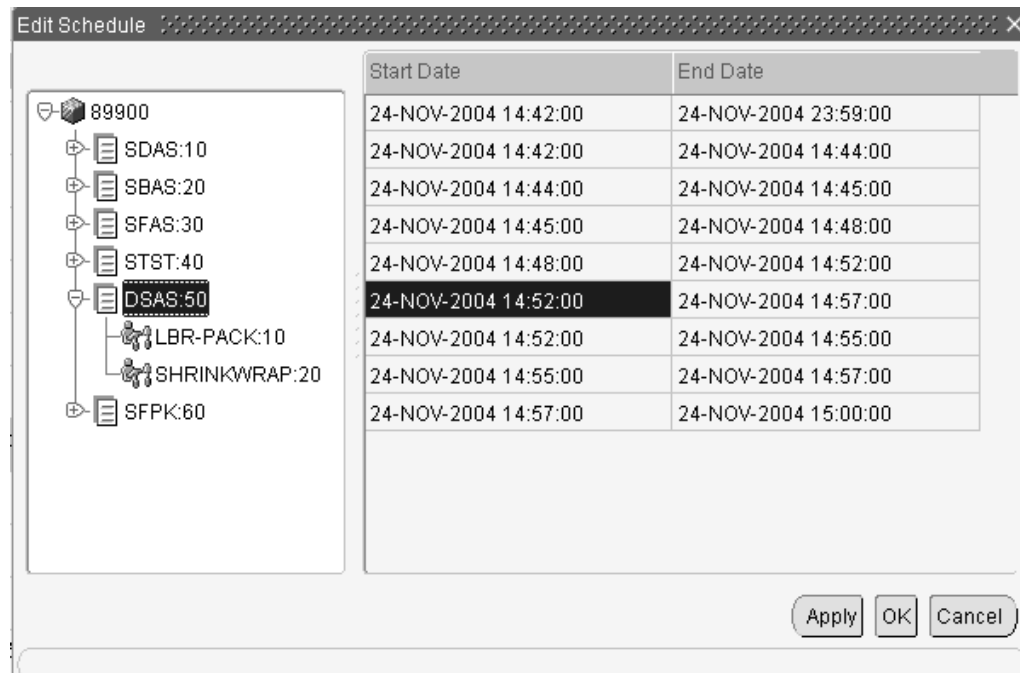 Edit Schedule
Start Date End Date
89900 24-NOV-2004 14:42:00 24-NOV-2004 23:59:00
SDAS:10 24-NOV-2004 14:42:00 24-NOV-2004 14:44:00
SBAS:20 24-NOV-2004 14:44:00 24-NOV-2004 14:45:00
SFAS:30 24-NOV-2004 14:45:00 24-NOV-2004 14:48:00
STST:40 24-NOV-2004 14:48:00 24-NOV-2004 14:52:00
DSAS:50 24-NOV-2004 14:52:00 24-NOV-2004 14:57:00
LBR-PACK:10 24-NOV-2004 14:52:00 24-NOV-2004 14:55:00
SHRINKWRAP:20 24-NOV-2004 14:55:00 24-NOV-2004 14:57:00
SFPK:60 24-NOV-2004 14:57:00 24-NOV-2004 15:00:00
Apply OK Cancel